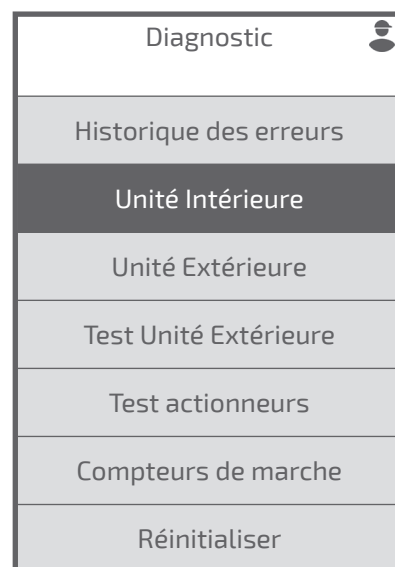 Diagnostic
Historique des erreurs
Unité Intérieure
Unité Extérieure
Test Unité Extérieure
Test actionneurs
Compteurs de marche
Réinitialiser